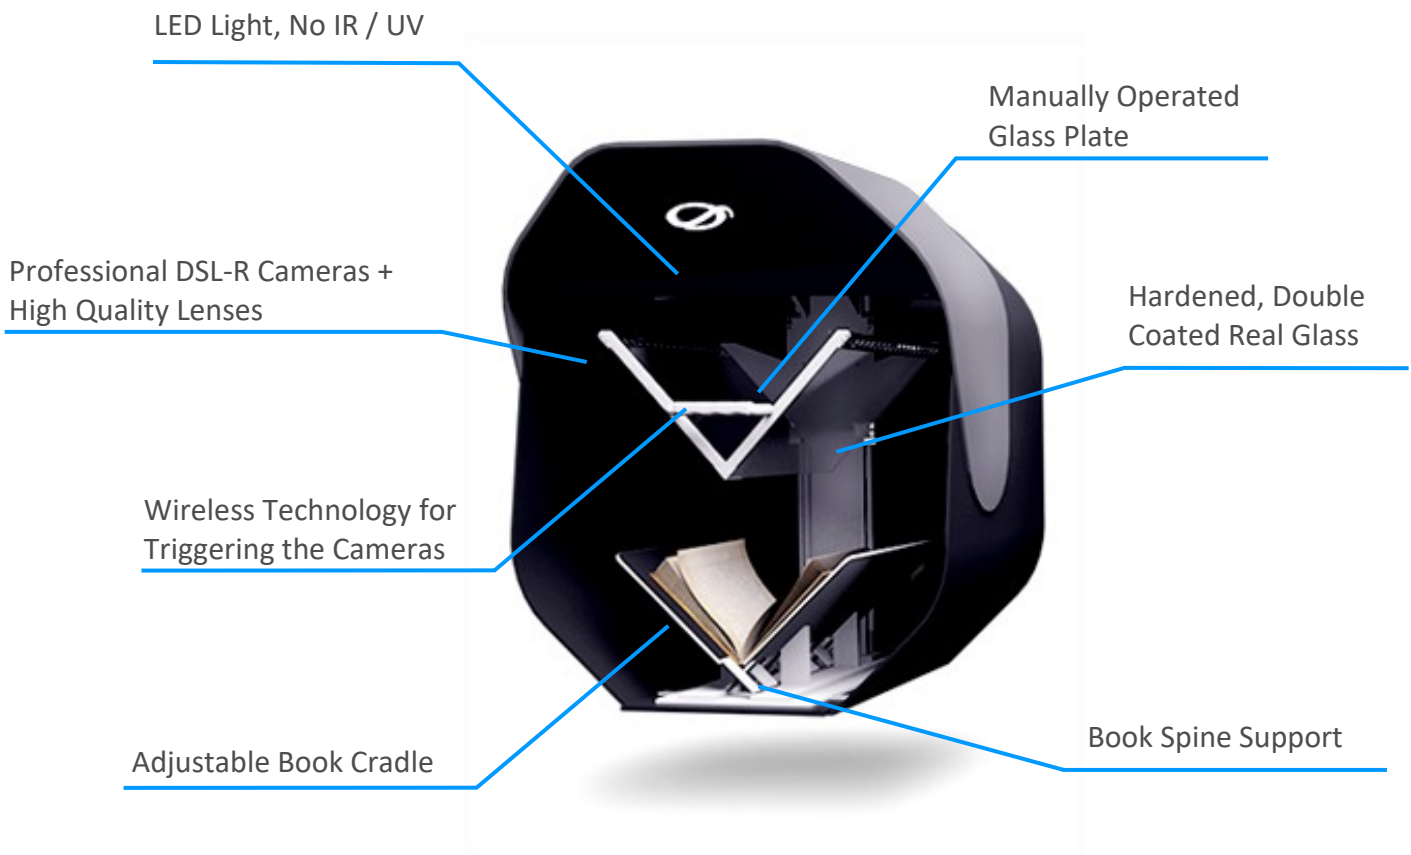 LED Light, No IR / UV
Manually Operated
Glass Plate
Professional DSL-R Cameras +
High Quality Lenses
Hardened, Double
Coated Real Glass
Wireless Technology for
Triggering the Cameras
Adjustable Book Cradle
Book Spine Support